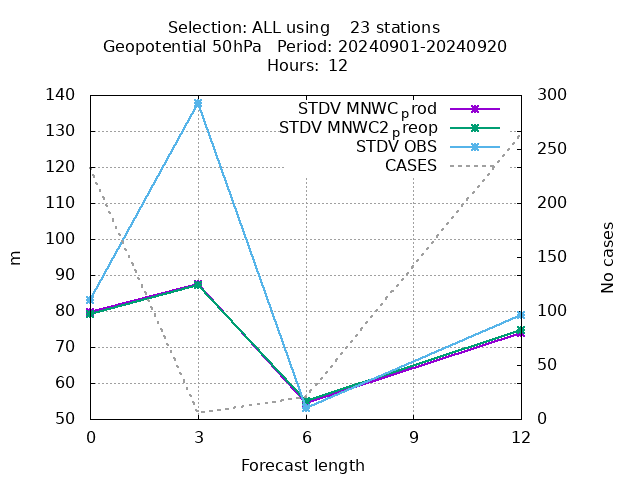 Selection: ALL using    23 stations
Geopotential 50hPa   Period: 20240901-20240920
Hours:  12
STDV MNWC_prod
STDV MNWC2_preop
STDV OBS
CASES
140
130
120
110
100
90
80
70
60
50
m
300
250
200
150
100
50
0
No cases
0 3 6 9 12
Forecast length